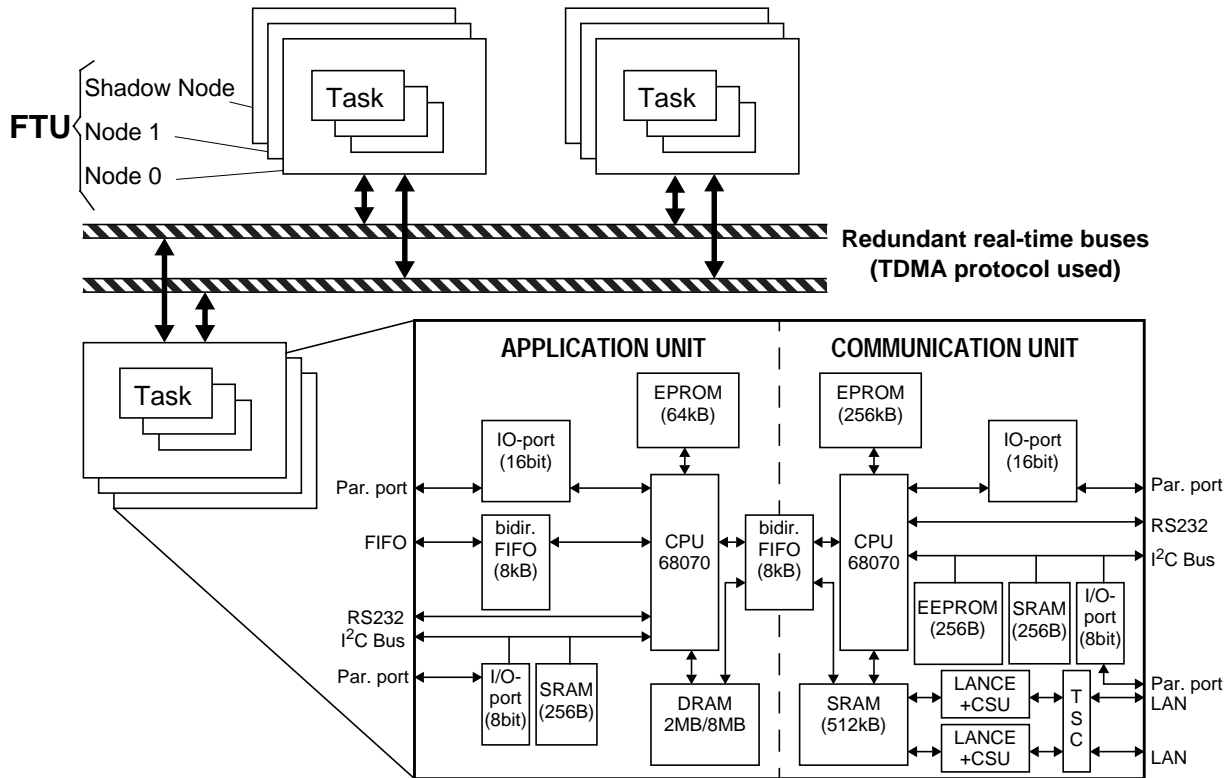 FTU
Shadow Node
Node 1
Node 0
Task
Task
Redundant real-time buses
(TDMA protocol used)
Task
APPLICATION UNIT
COMMUNICATION UNIT
EPROM
(64kB)
IO-port
(16bit)
Par. port
FIFO
bidir.
FIFO
(8kB)
CPU
68070
RS232
I²C Bus
Par. port
I/O-
port
(8bit)
SRAM
(256B)
DRAM
2MB/8MB
bidir.
FIFO
(8kB)
EPROM
(256kB)
IO-port
(16bit)
Par. port
CPU
68070
RS232
I²C Bus
EEPROM
(256B)
SRAM
(256B)
I/O-
port
(8bit)
Par. port
SRAM
(512kB)
LANCE
+CSU
LANCE
+CSU
T
S
C
LAN
LAN